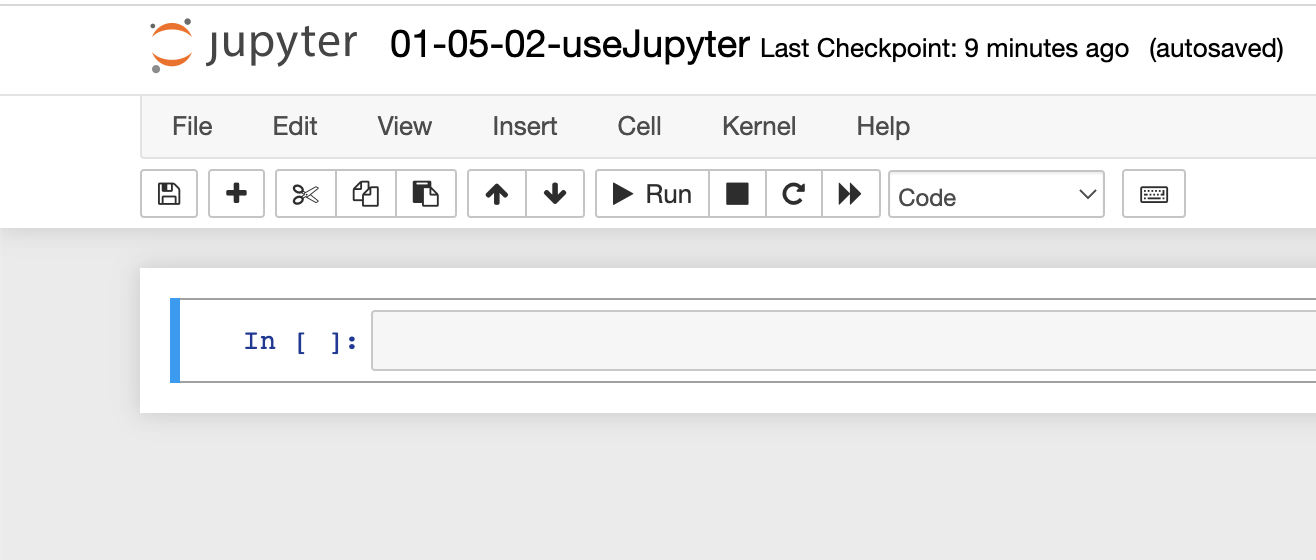 jupyter 01-05-02-useJupyter Last Checkpoint: 9 minutes ago (autosaved)
File Edit View Insert Cell Kernel Help
Run Code
In [ ]: